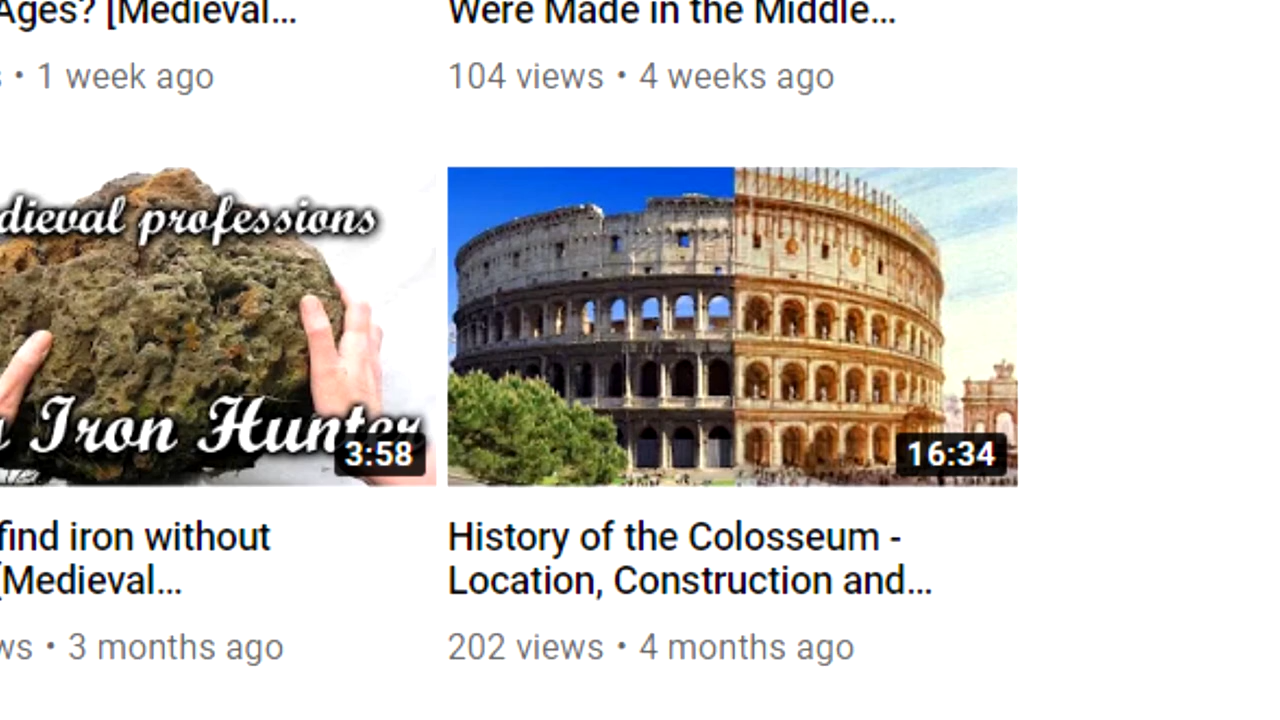 Ages? [Medieval...
Were Made in the Middle...
• 1 week ago
104 views • 4 weeks ago
medieval professions
Iron Hunter
3:58
16:34
find iron without
[Medieval...
History of the Colosseum -
Location, Construction and...
• 3 months ago
202 views • 4 months ago